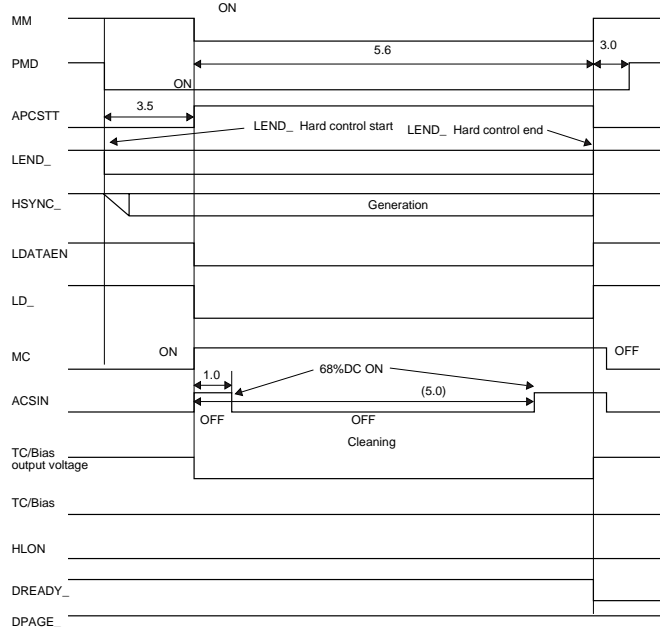 ON
MM
5.6
3.0
PMD
ON
3.5
APCSTT
LEND_ Hard control start
LEND_ Hard control end
LEND_
HSYNC_
Generation
LDATAEN
LD_
MC
ON
OFF
1.0
68%DC ON
(5.0)
ACSIN
OFF
OFF
Cleaning
TC/Bias
output voltage
TC/Bias
HLON
DREADY_
DPAGE_